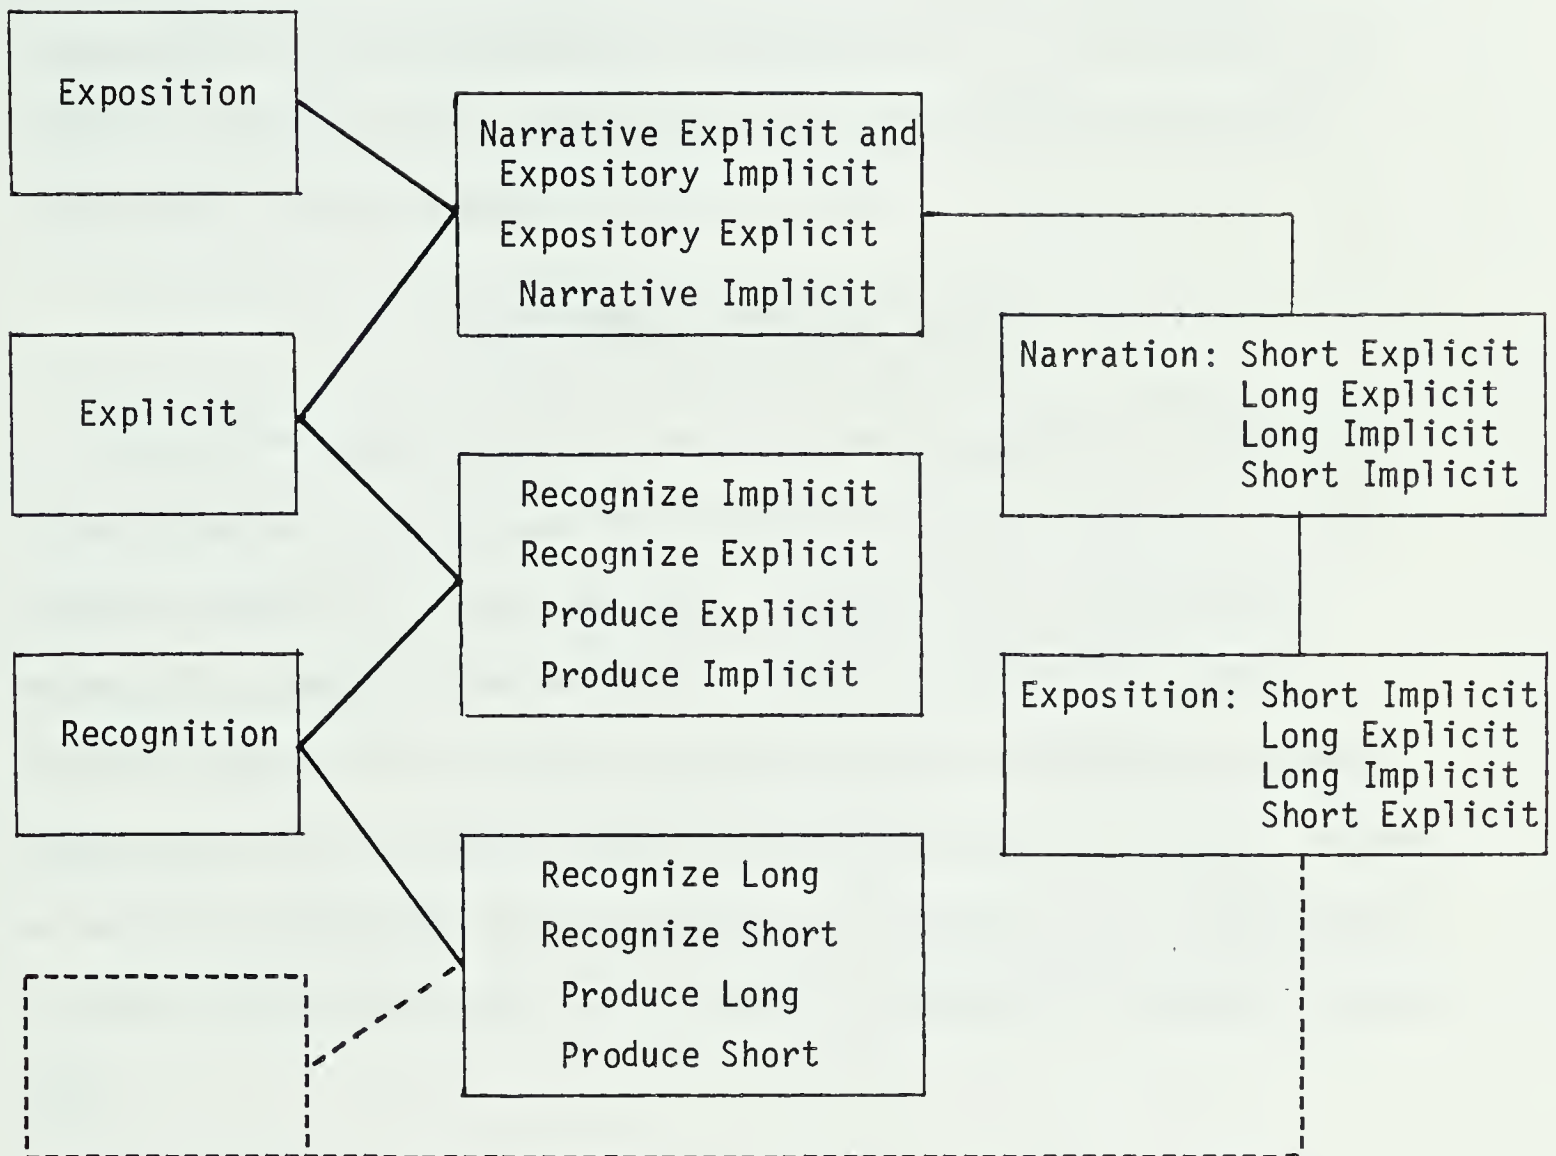 Exposition
Narrative Explicit and
Expository Implicit
Expository Explicit
Narrative Implicit
Narration: Short Explicit
Long Explicit
Long Implicit
Short Implicit
Explicit
Recognize Implicit
Recognize Explicit
Produce Explicit
Produce Implicit
Exposition: Short Implicit
Long Explicit
Long Implicit
Short Explicit
Recognition
Recognize Long
Recognize Short
Produce Long
Produce Short